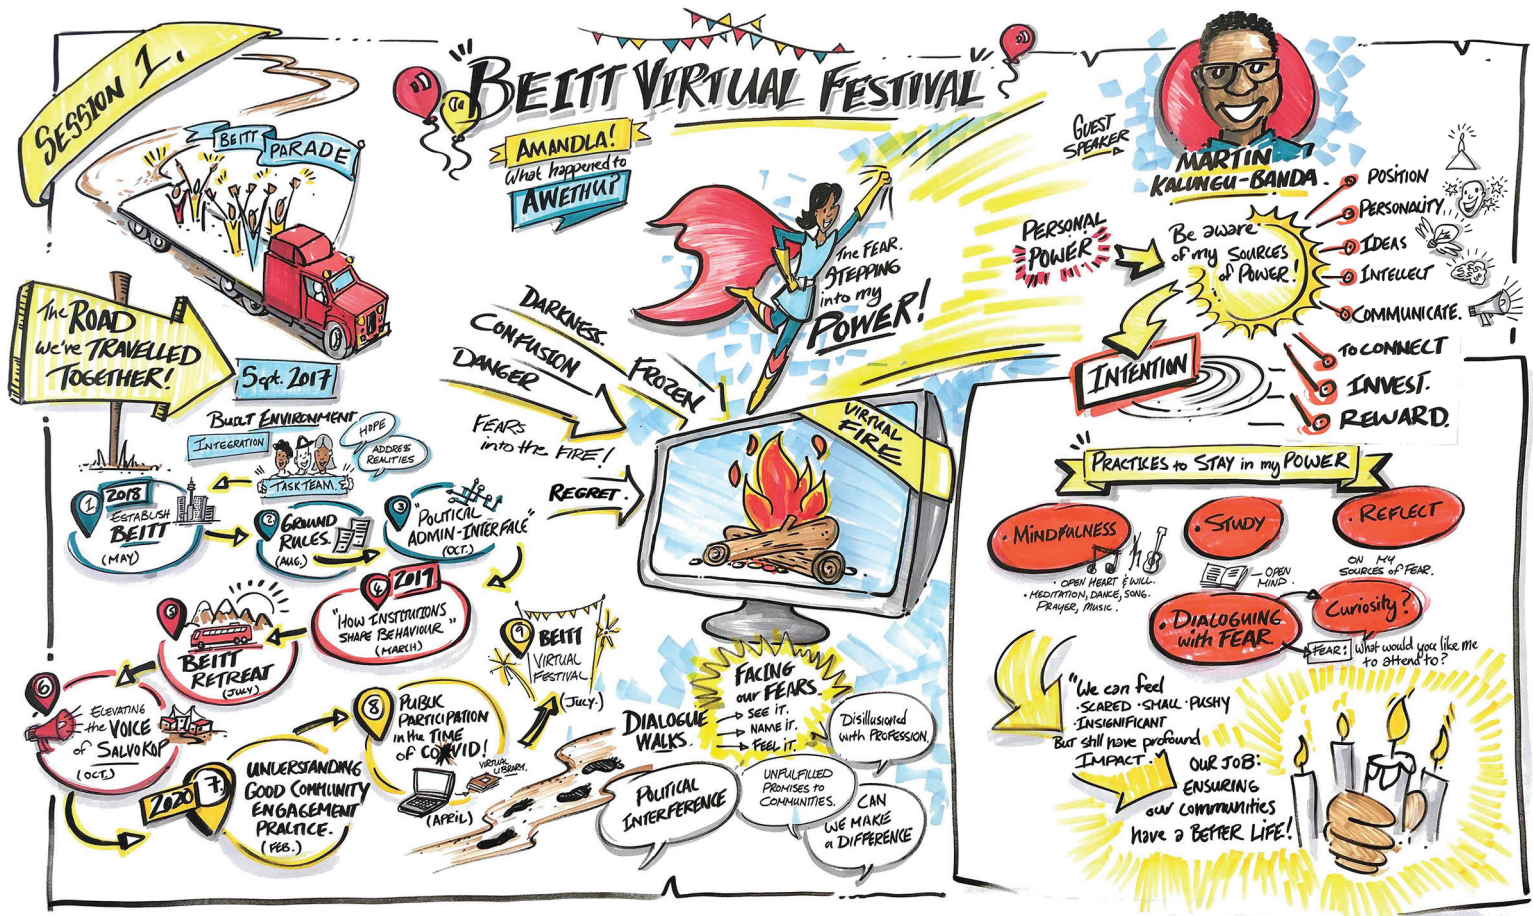 SESSION 1.
BEITT VIRTUAL FESTIVAL
AMANDLA!
what happened to
AWETHU?
BEITT PARADE
The ROAD
we've TRAVELLED
TOGETHER!
Sept. 2017
BUILT ENVIRONMENT
INTEGRATION
HOPE
ADDRESS
REALITIES
TASK TEAM.
1
2018
ESTABLISH
BEITT
(MAY)
2
GROUND
RULES.
(AUG.)
3
"POLITICAL
ADMIN-INTERFACE"
(OCT.)
4
2019
"HOW INSTITUTIONS
SHAPE BEHAVIOUR."
(MARCH)
5
BEITT
RETREAT
(JULY)
6
ELEVATING
the VOICE
of SALVOKOP
(OCT.)
2020
7
UNDERSTANDING
GOOD COMMUNITY
ENGAGEMENT
PRACTICE.
(FEB.)
8
PUBLIC
PARTICIPATION
in the TIME
of COVID!
VIRTUAL
LIBRARY.
(APRIL)
9
BEITT
VIRTUAL
FESTIVAL
(JULY.)
DARKNESS
CONFUSION
DANGER
FROZEN
FEARS
into the FIRE!
REGRET.
The FEAR.
STEPPING
into my
POWER!
VIRTUAL
FIRE
FACING
our FEARS.
SEE IT.
NAME IT.
FEEL IT.
DIALOGUE
WALKS.
Disillusioned
with PROFESSION.
POLITICAL
INTERFERENCE
UNFULFILLED
PROMISES to
COMMUNITIES.
CAN
WE MAKE
a DIFFERENCE
GUEST
SPEAKER
MARTIN
KALUNGU-BANDA.
PERSONAL
POWER
Be aware
of my SOURCES
of POWER!
POSITION
PERSONALITY
IDEAS
INTELLECT
COMMUNICATE.
INTENTION
TO CONNECT
INVEST.
REWARD.
PRACTICES to STAY in my POWER
• MINDFULNESS
• OPEN HEART & WILL.
• MEDITATION, DANCE, SONG.
PRAYER, MUSIC.
• STUDY
— OPEN
MIND.
• REFLECT
ON MY
SOURCES of FEAR.
• DIALOGUING
with FEAR
Curiosity?
FEAR:
What would you like me
to attend to?
"We can feel
• SCARED • SMALL • PUSHY
• INSIGNIFICANT
But still have profound
IMPACT."
OUR JOB:
ENSURING
our communities
have a BETTER LIFE!